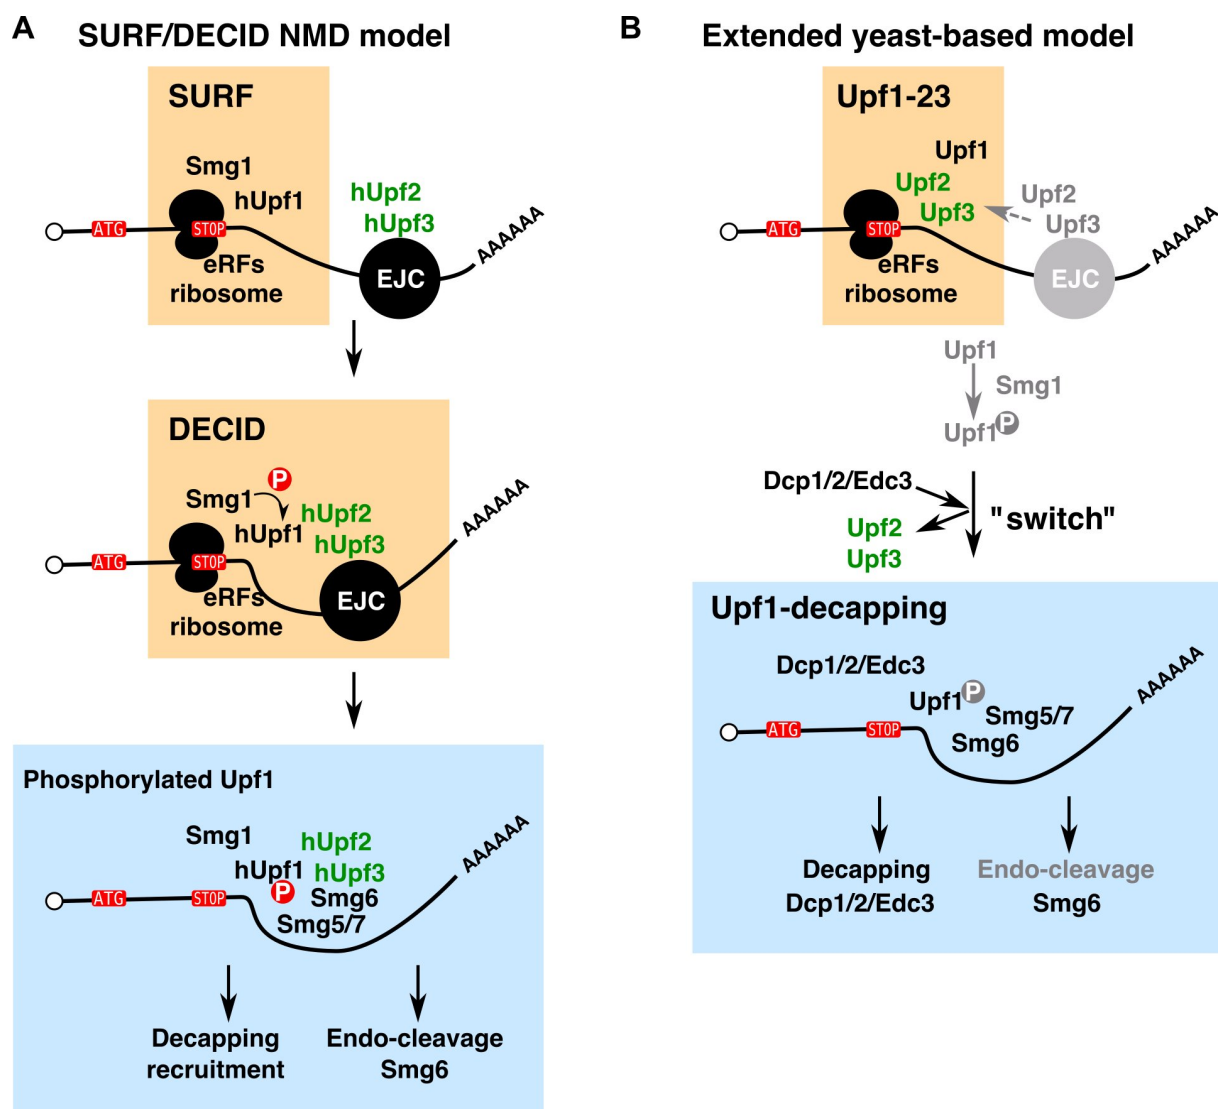 A
SURF/DECID NMD model
SURF
Smg1
hUpf1
hUpf2
hUpf3
ATG
STOP
EJC
AAAAAA
eRFs
ribosome
DECID
P
Smg1
hUpf1
hUpf2
hUpf3
ATG
STOP
EJC
AAAAAA
eRFs
ribosome
Phosphorylated Upf1
Smg1
hUpf1
P
hUpf2
hUpf3
Smg6
Smg5/7
ATG
STOP
AAAAAA
Decapping
recruitment
Endo-cleavage
Smg6
B
Extended yeast-based model
Upf1-23
Upf1
Upf2
Upf3
Upf2
Upf3
ATG
STOP
EJC
AAAAAA
eRFs
ribosome
Upf1
Smg1
Upf1 P
Dcp1/2/Edc3
"switch"
Upf2
Upf3
Upf1-decapping
Dcp1/2/Edc3
Upf1 P
Smg5/7
Smg6
ATG
STOP
AAAAAA
Decapping
Dcp1/2/Edc3
Endo-cleavage
Smg6